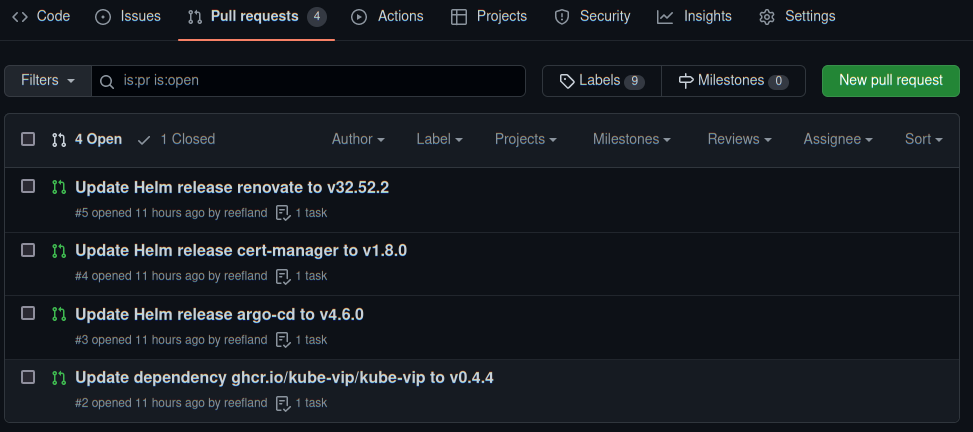 Code Issues Pull requests 4 Actions Projects Security Insights Settings
Filters is:pr is:open Labels 9 Milestones 0 New pull request
4 Open 1 Closed Author Label Projects Milestones Reviews Assignee Sort
Update Helm release renovate to v32.52.2
#5 opened 11 hours ago by reefland 1 task
Update Helm release cert-manager to v1.8.0
#4 opened 11 hours ago by reefland 1 task
Update Helm release argo-cd to v4.6.0
#3 opened 11 hours ago by reefland 1 task
Update dependency ghcr.io/kube-vip/kube-vip to v0.4.4
#2 opened 11 hours ago by reefland 1 task